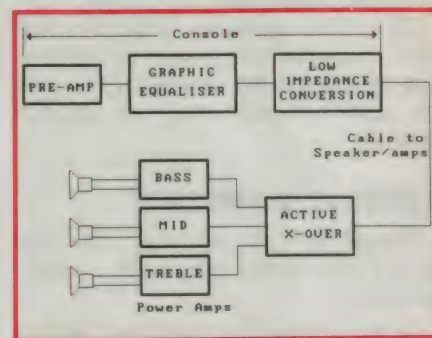 Console
PRE-AMP
GRAPHIC
EQUALISER
LOW
IMPEDANCE
CONVERSION
Cable to
Speaker/amps
BASS
MID
TREBLE
ACTIVE
X-OVER
Power Amps